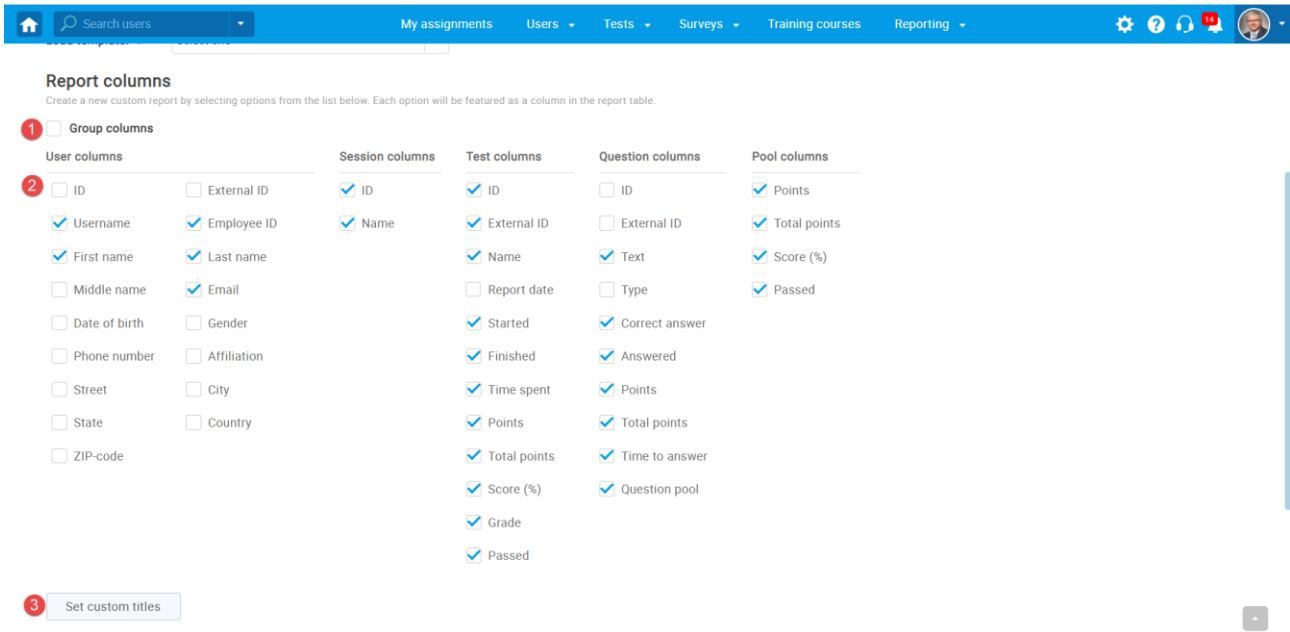 Search users
My assignments
Users
Tests
Surveys
Training courses
Reporting
14
Report columns
Create a new custom report by selecting options from the list below. Each option will be featured as a column in the report table.
1 Group columns
User columns Session columns Test columns Question columns Pool columns
2 ID External ID ID ID ID Points
Username Employee ID Name External ID External ID Total points
First name Last name Name Text Score (%)
Middle name Email Report date Type Passed
Date of birth Gender Started Correct answer
Phone number Affiliation Finished Answered
Street City Time spent Points
State Country Points Total points
ZIP-code Total points Time to answer
Score (%) Question pool
Grade
Passed
3 Set custom titles